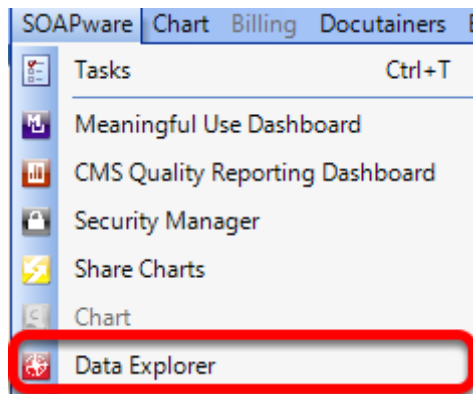 SOAPware Chart Billing Docutainers
Tasks Ctrl+T
Meaningful Use Dashboard
CMS Quality Reporting Dashboard
Security Manager
Share Charts
Chart
Data Explorer